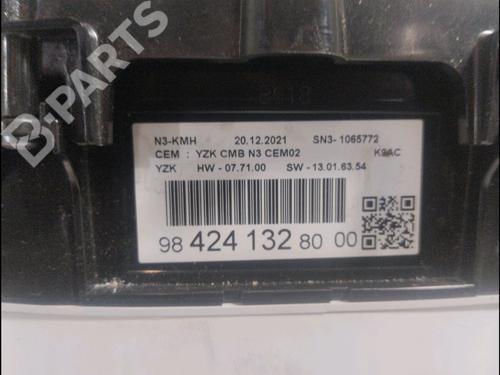 B-PARTS
N3-KMH 20.12.2021 SN3- 1065772
CEM : YZK CMB N3 CEM02 K9AC
YZK HW - 07.71.00 SW - 13.01.63.54
98 424 132 80 00